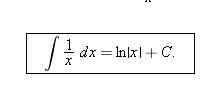 ∫ 1/x dx = ln|x| + C.